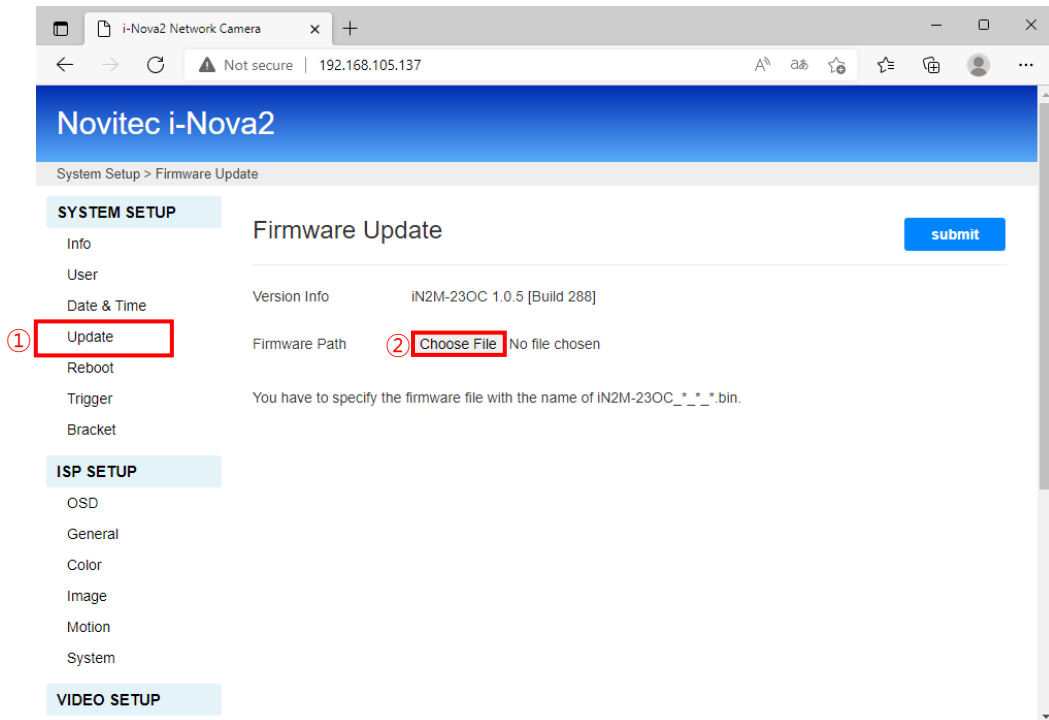 i-Nova2 Network Camera
Not secure | 192.168.105.137
Novitec i-Nova2
System Setup > Firmware Update
SYSTEM SETUP
Info
User
Date & Time
① Update
Reboot
Trigger
Bracket
ISP SETUP
OSD
General
Color
Image
Motion
System
VIDEO SETUP
Firmware Update
submit
Version Info iN2M-23OC 1.0.5 [Build 288]
Firmware Path ② Choose File No file chosen
You have to specify the firmware file with the name of iN2M-23OC_*_*_*.bin.